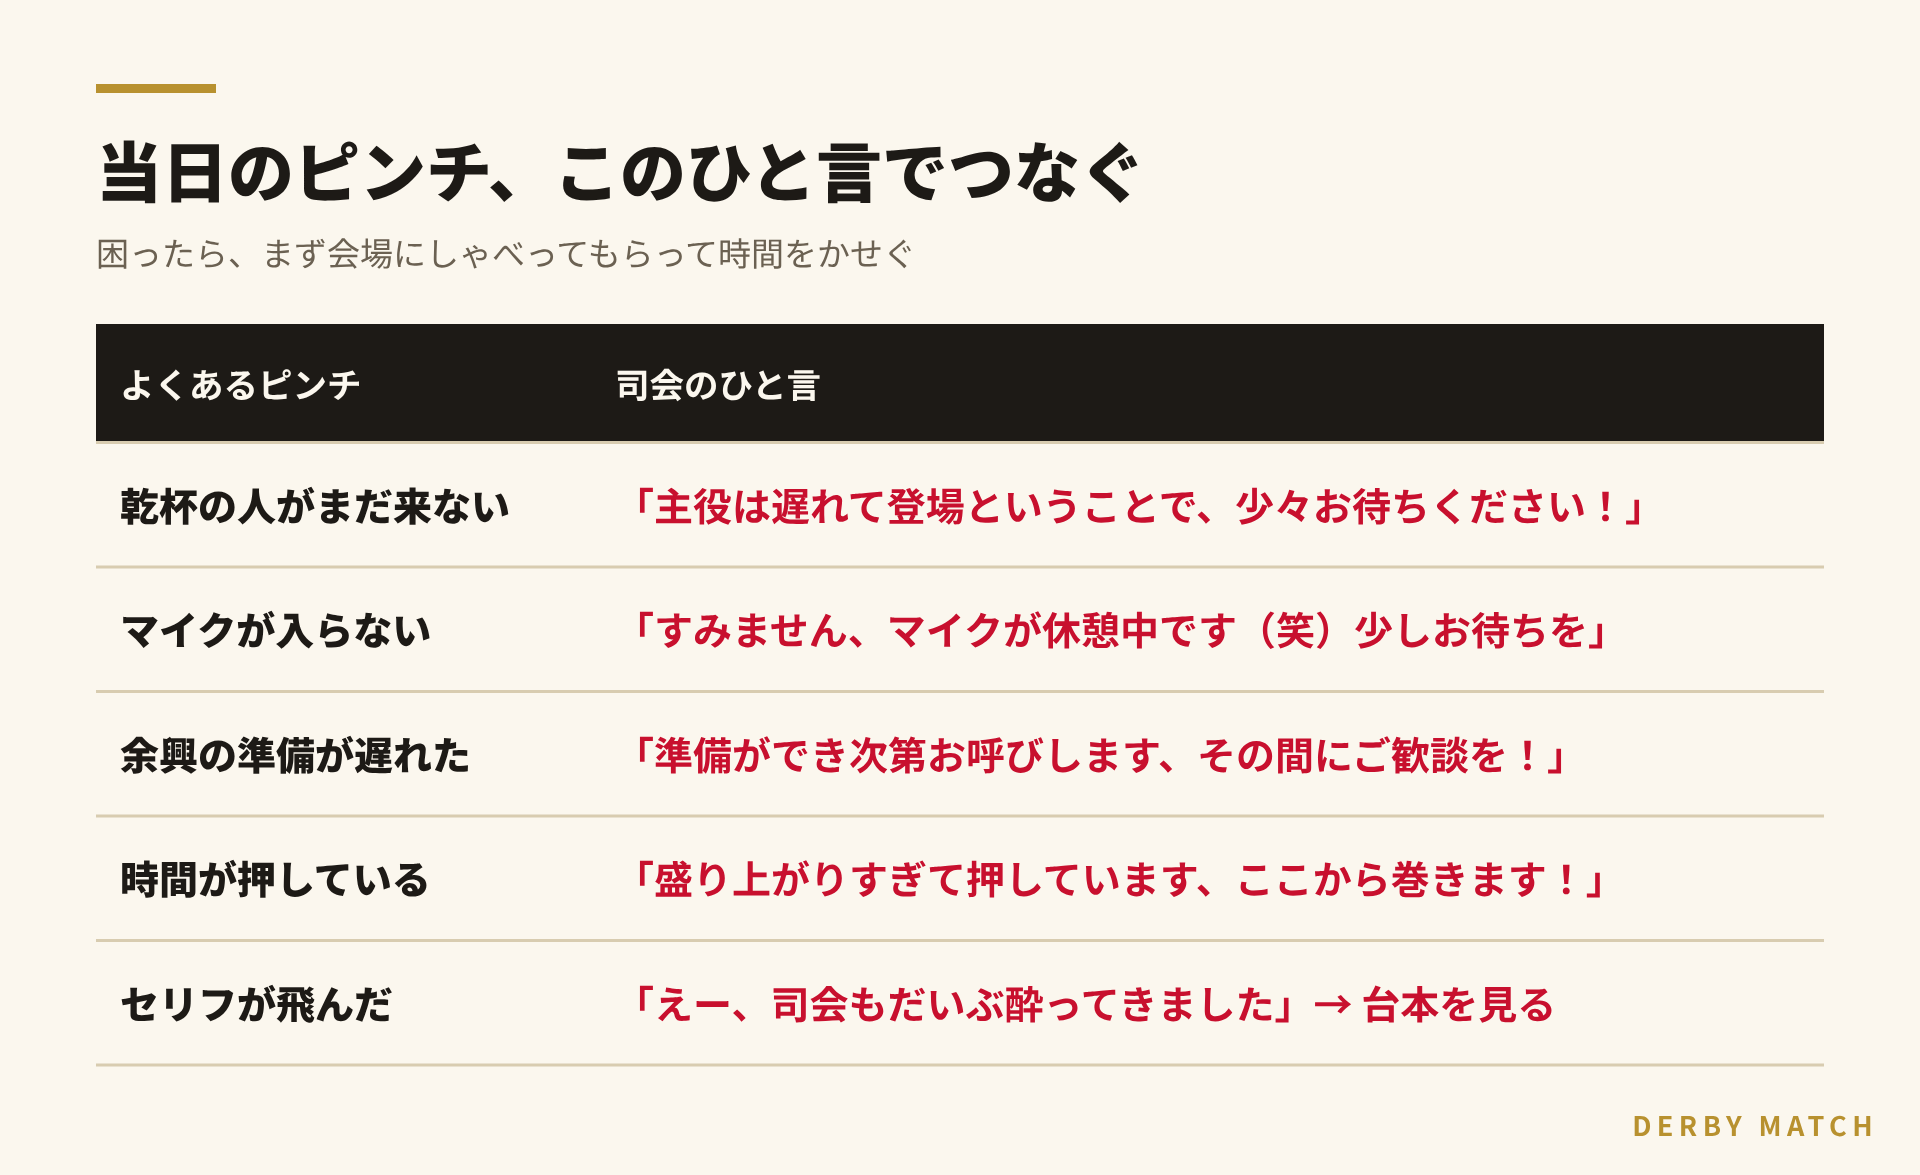 当日のピンチ、このひと言でつなぐ
困ったら、まず会場にしゃべってもらって時間をかせぐ
よくあるピンチ 司会のひと言
乾杯の人がまだ来ない 「主役は遅れて登場ということで、少々お待ちください！」
マイクが入らない 「すみません、マイクが休憩中です（笑）少しお待ちを」
余興の準備が遅れた 「準備ができ次第お呼びします、その間にご歓談を！」
時間が押している 「盛り上がりすぎて押しています、ここから巻きます！」
セリフが飛んだ 「えー、司会もだいぶ酔ってきました」→ 台本を見る
DERBY MATCH